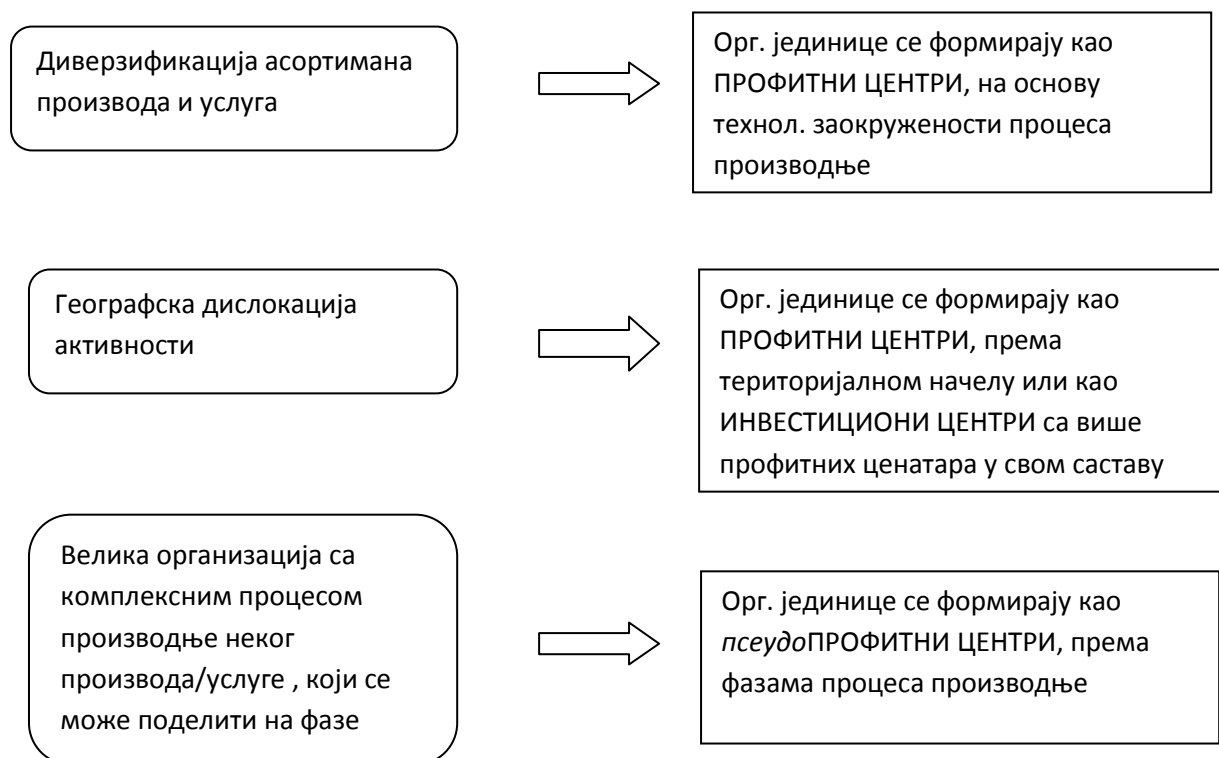 Диверзификација асортимана
производа и услуга
Орг. јединице се формирају као
ПРОФИТНИ ЦЕНТРИ, на основу
технол. заокружености процеса
производње
Географска дислокација
активности
Орг. јединице се формирају као
ПРОФИТНИ ЦЕНТРИ, према
територијалном начелу или као
ИНВЕСТИЦИОНИ ЦЕНТРИ са више
профитних ценатара у свом саставу
Велика организација са
комплексним процесом
производње неког
производа/услуге , који се
може поделити на фазе
Орг. јединице се формирају као
псеудоПРОФИТНИ ЦЕНТРИ, према
фазама процеса производње